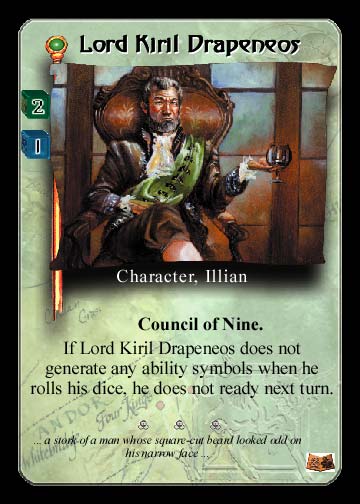 Lord Kiril Drapeneos
2
1
Character, Illian
Council of Nine.
If Lord Kiril Drapeneos does not
generate any ability symbols when he
rolls his dice, he does not ready next turn.
... a stork of a man whose square-cut beard looked odd on
his narrow face ...